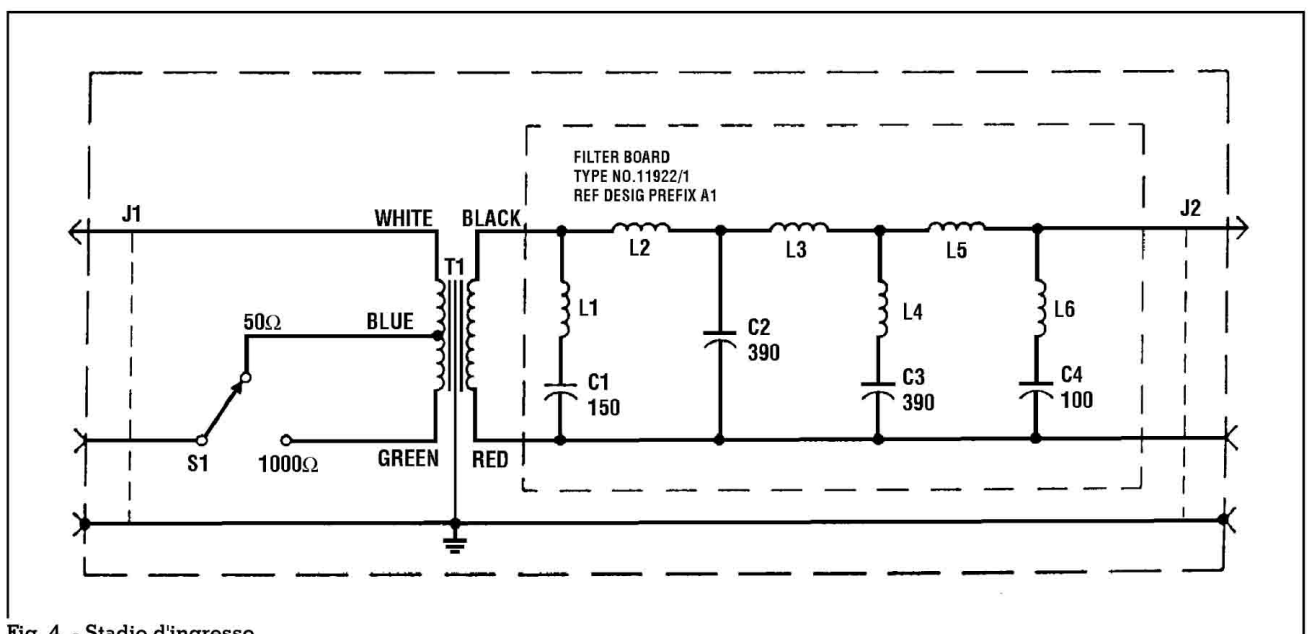 FILTER BOARD
TYPE NO.11922/1
REF DESIG PREFIX A1
J1
WHITE
BLACK
J2
L2
L3
L5
T1
L1
L4
L6
50Ω
BLUE
C2
390
C1
150
C3
390
C4
100
S1
1000Ω
GREEN
RED
Fig. 4 - Stadio d'ingresso